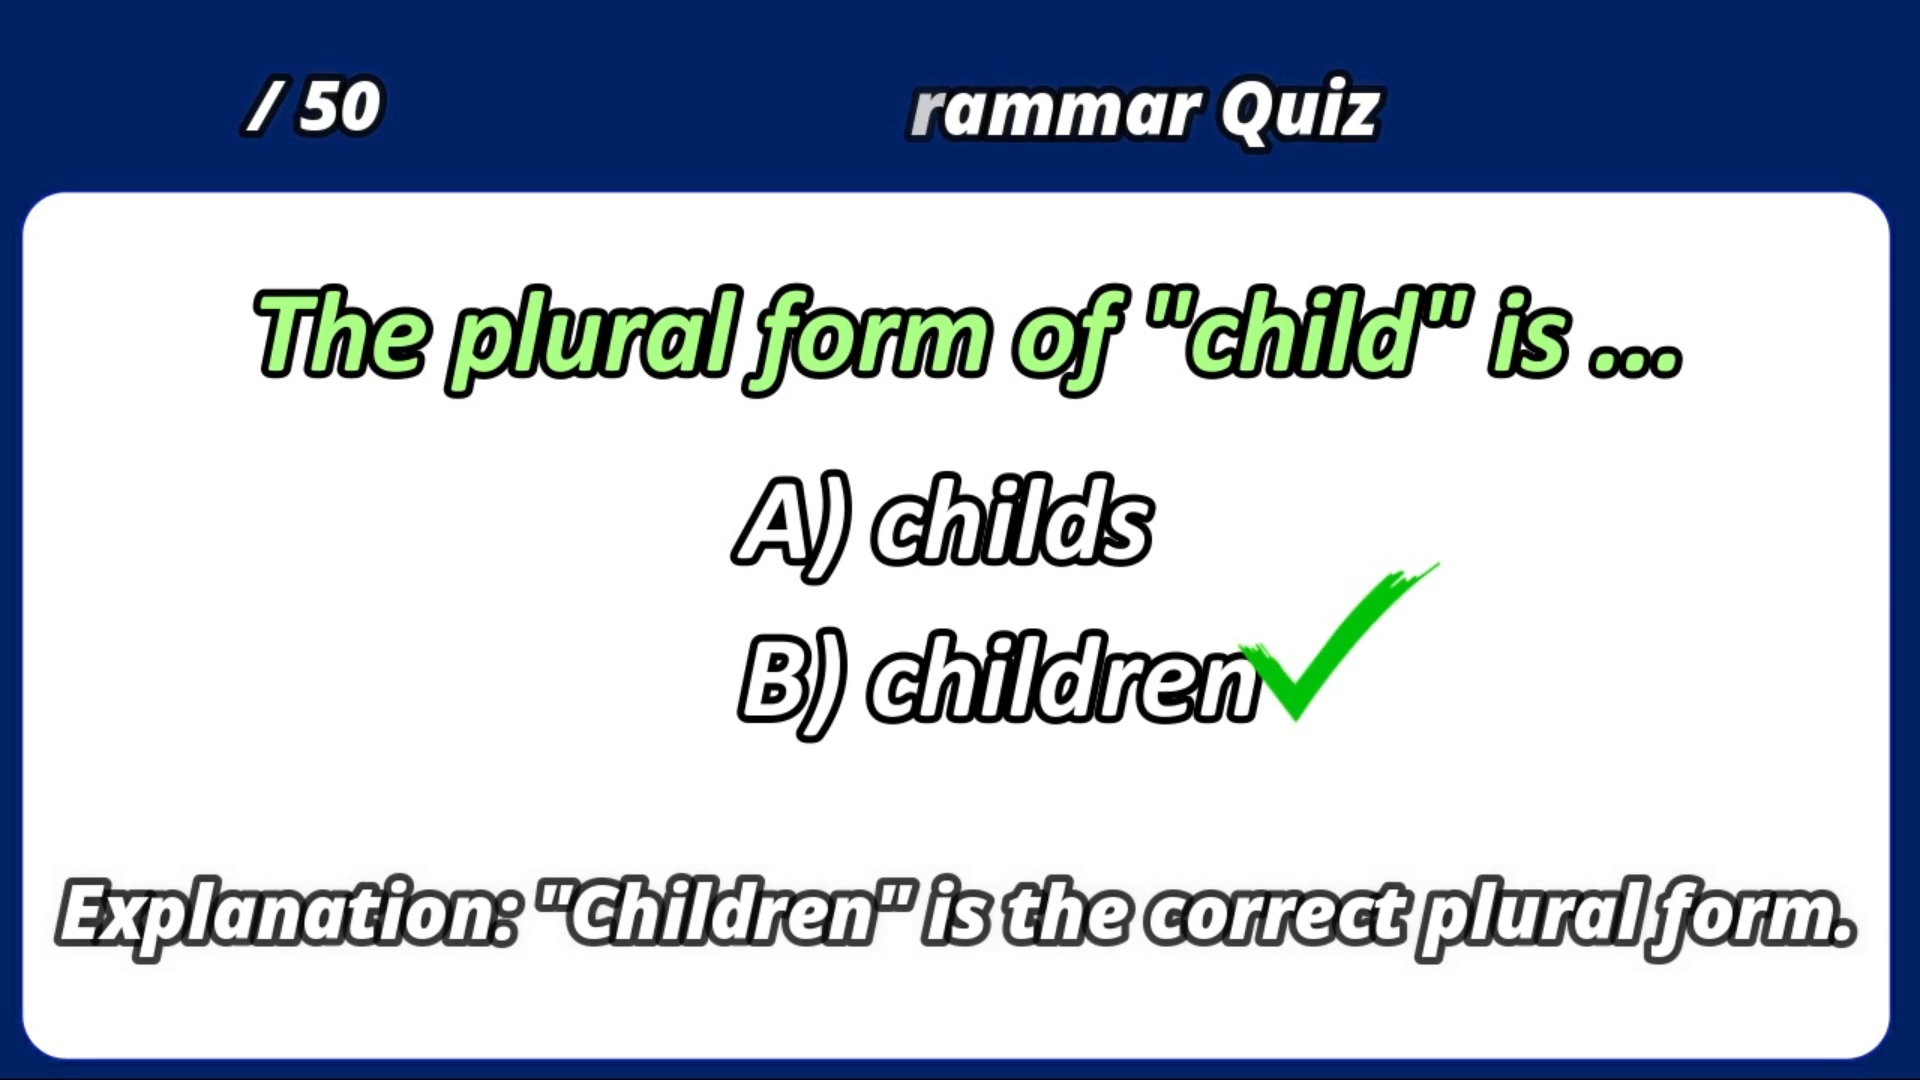 / 50
rammar Quiz
The plural form of "child" is ...
A) childs
B) children
Explanation: "Children" is the correct plural form.